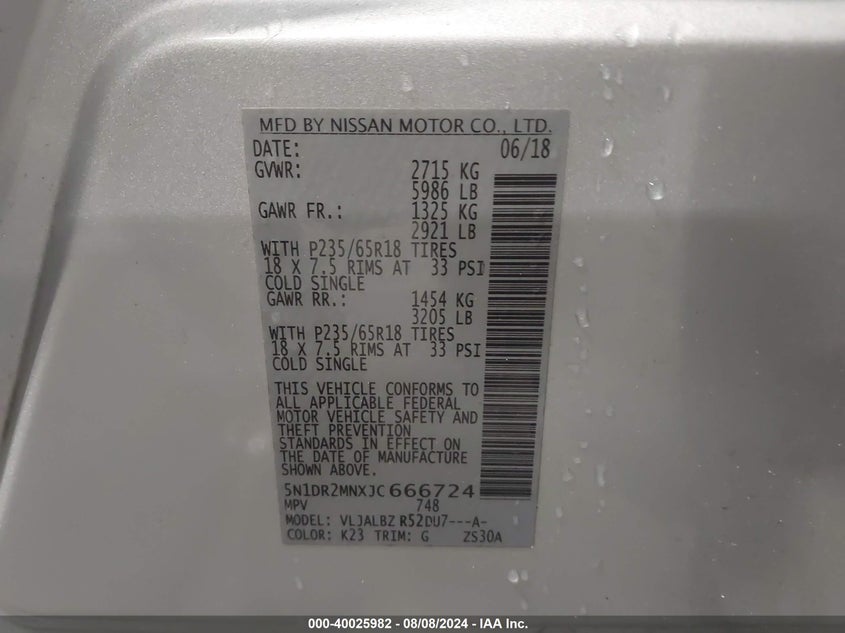 MFD BY NISSAN MOTOR CO., LTD.
DATE: 06/18
GVWR: 2715 KG
5986 LB
GAWR FR.: 1325 KG
2921 LB
WITH P235/65R18 TIRES
18 X 7.5 RIMS AT 33 PSI
COLD SINGLE
GAWR RR.: 1454 KG
3205 LB
WITH P235/65R18 TIRES
18 X 7.5 RIMS AT 33 PSI
COLD SINGLE
THIS VEHICLE CONFORMS TO
ALL APPLICABLE FEDERAL
MOTOR VEHICLE SAFETY AND
THEFT PREVENTION
STANDARDS IN EFFECT ON
THE DATE OF MANUFACTURE
SHOWN ABOVE.
5N1DR2MNXJC666724
MPV 748
MODEL: VLJALBZ R52DU7---A-
COLOR: K23 TRIM: G ZS30A
000-40025982 - 08/08/2024 - IAA Inc.